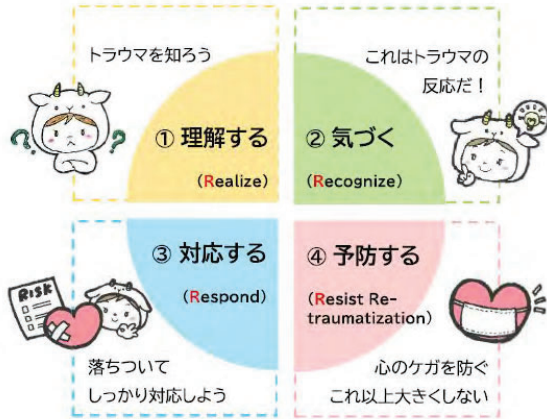 トラウマを知ろう
① 理解する
(Realize)
これはトラウマの
反応だ！
② 気づく
(Recognize)
③ 対応する
(Respond)
RISK
落ちついて
しっかり対応しよう
④ 予防する
(Resist Re-
traumatization)
心のケガを防ぐ
これ以上大きくしない